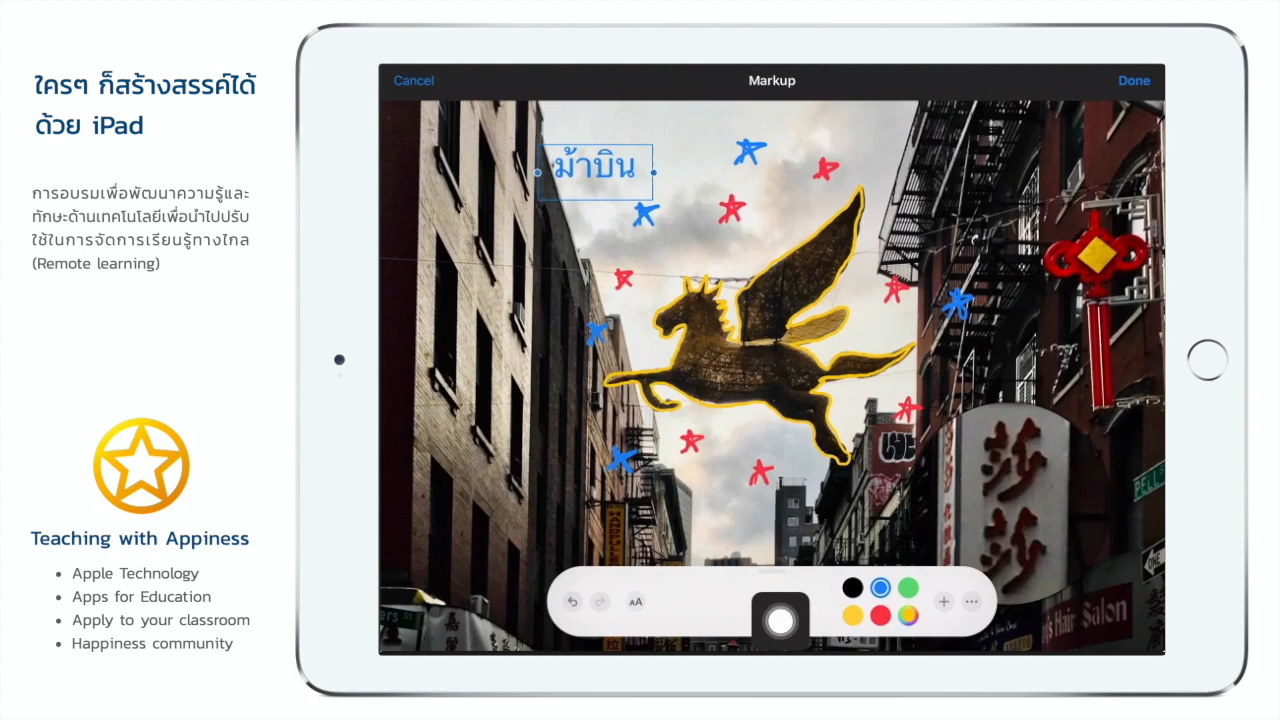 ใครๆ ก็สร้างสรรค์ได้
ด้วย iPad
การอบรมเพื่อพัฒนาความรู้และ
ทักษะด้านเทคโนโลยีเพื่อนำไปปรับ
ใช้ในการจัดการเรียนรู้ทางไกล
(Remote learning)
Teaching with Appiness
• Apple Technology
• Apps for Education
• Apply to your classroom
• Happiness community
Cancel
Markup
Done
ม้าบิน
莎
莎
PELL ST
ONE
Hair Salon
AA